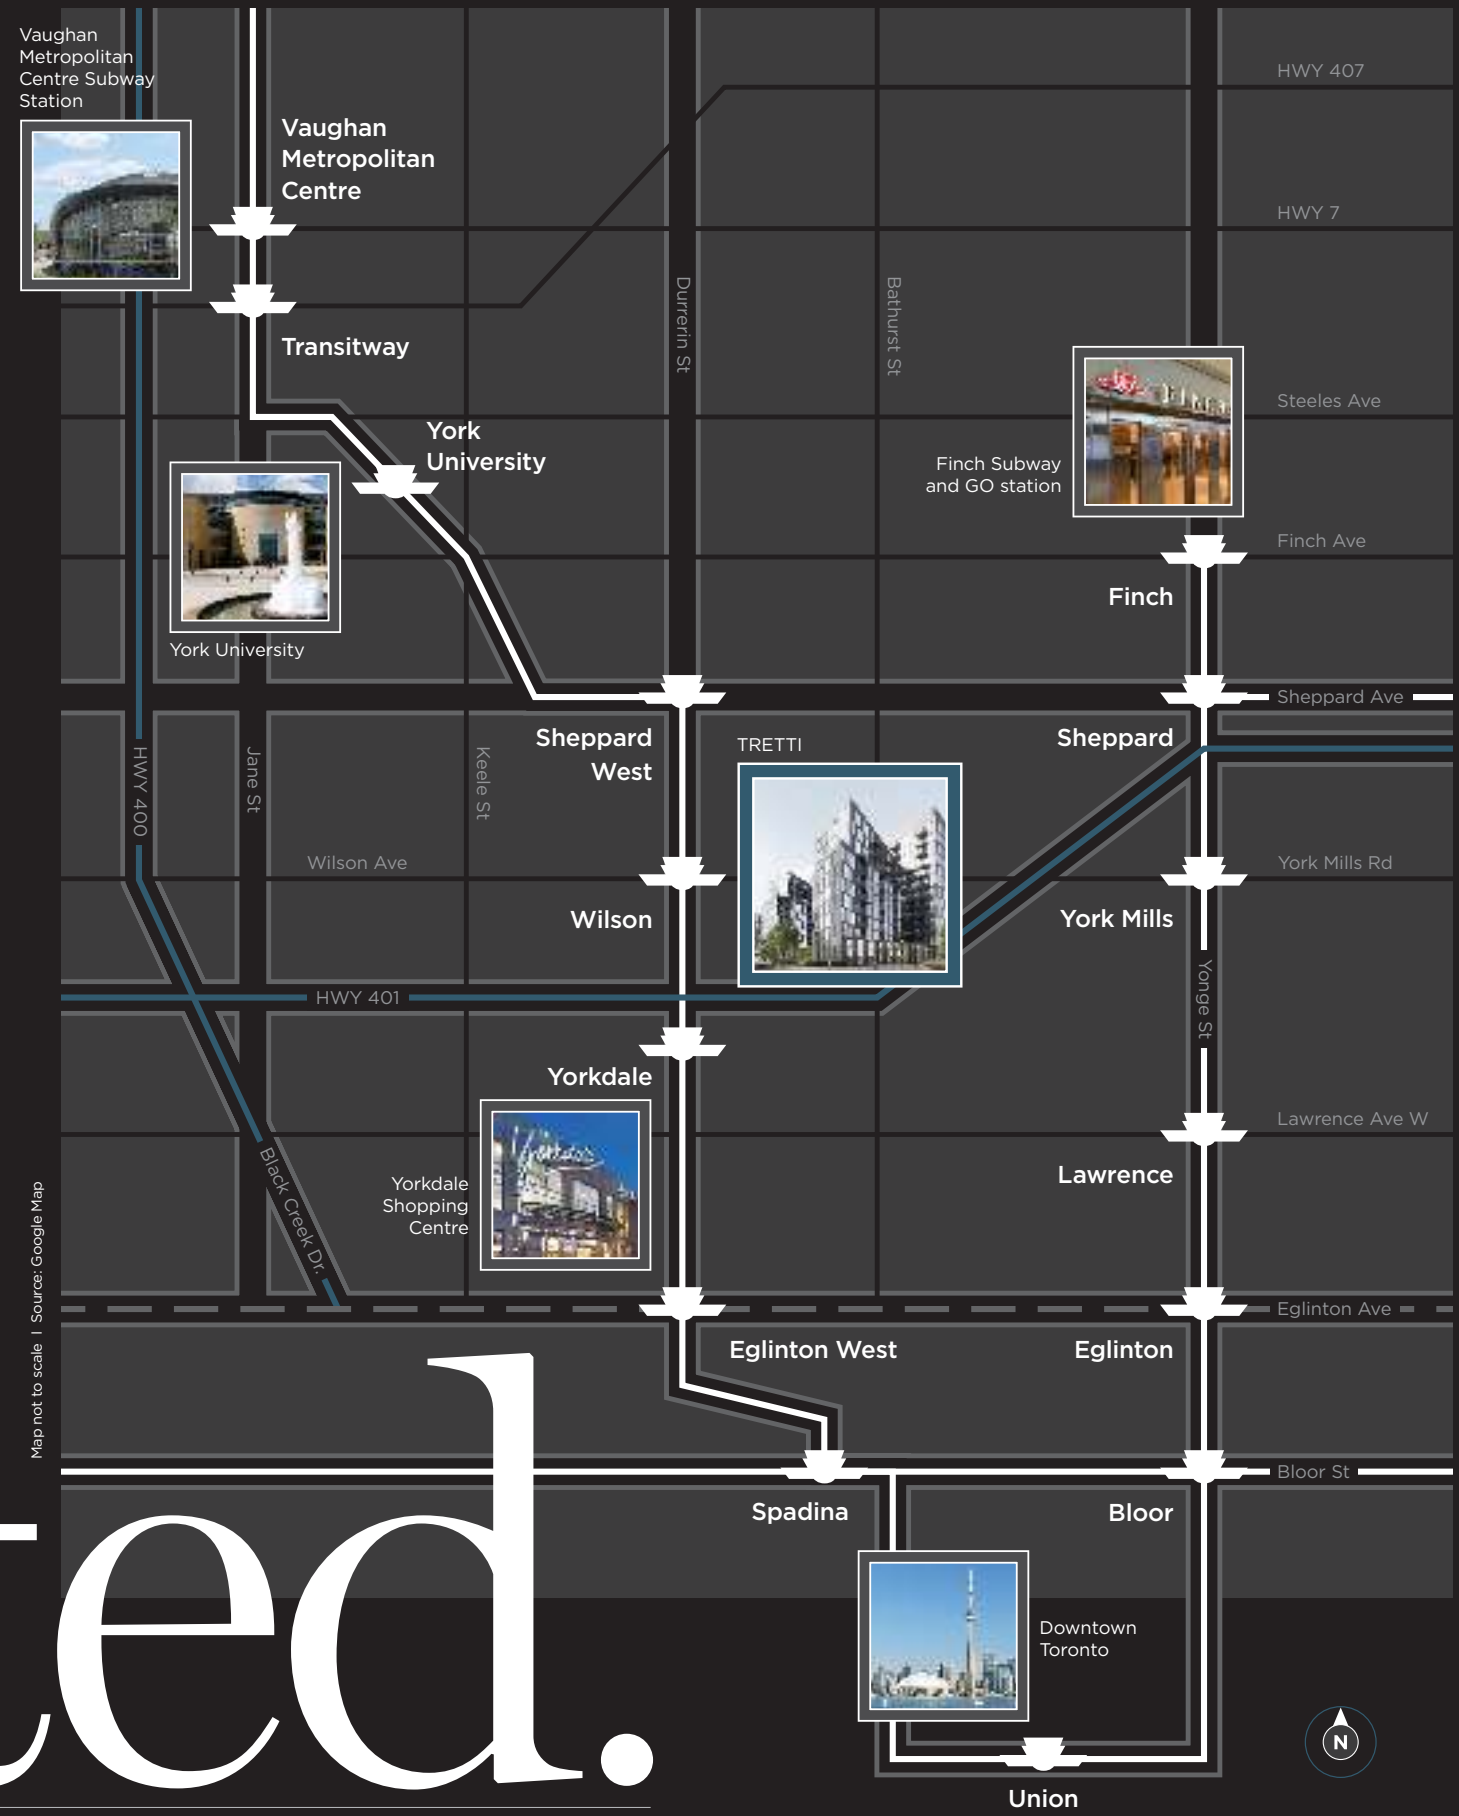 Vaughan
Metropolitan
Centre Subway
Station
HWY 407
Vaughan
Metropolitan
Centre
HWY 7
Durrerin St
Bathurst St
Transitway
Steeles Ave
York
University
Finch Subway
and GO station
Finch Ave
Finch
York University
Sheppard Ave
Sheppard
West
TRETTI
Sheppard
HWY 400
Jane St
Keele St
Wilson Ave
York Mills Rd
Wilson
York Mills
HWY 401
Yonge St
Yorkdale
Lawrence Ave W
Black Creek Dr.
Yorkdale
Shopping
Centre
Lawrence
Map not to scale I Source: Google Map
Eglinton Ave
Eglinton West
Eglinton
Bloor St
Spadina
Bloor
ted.
Downtown
Toronto
N
Union